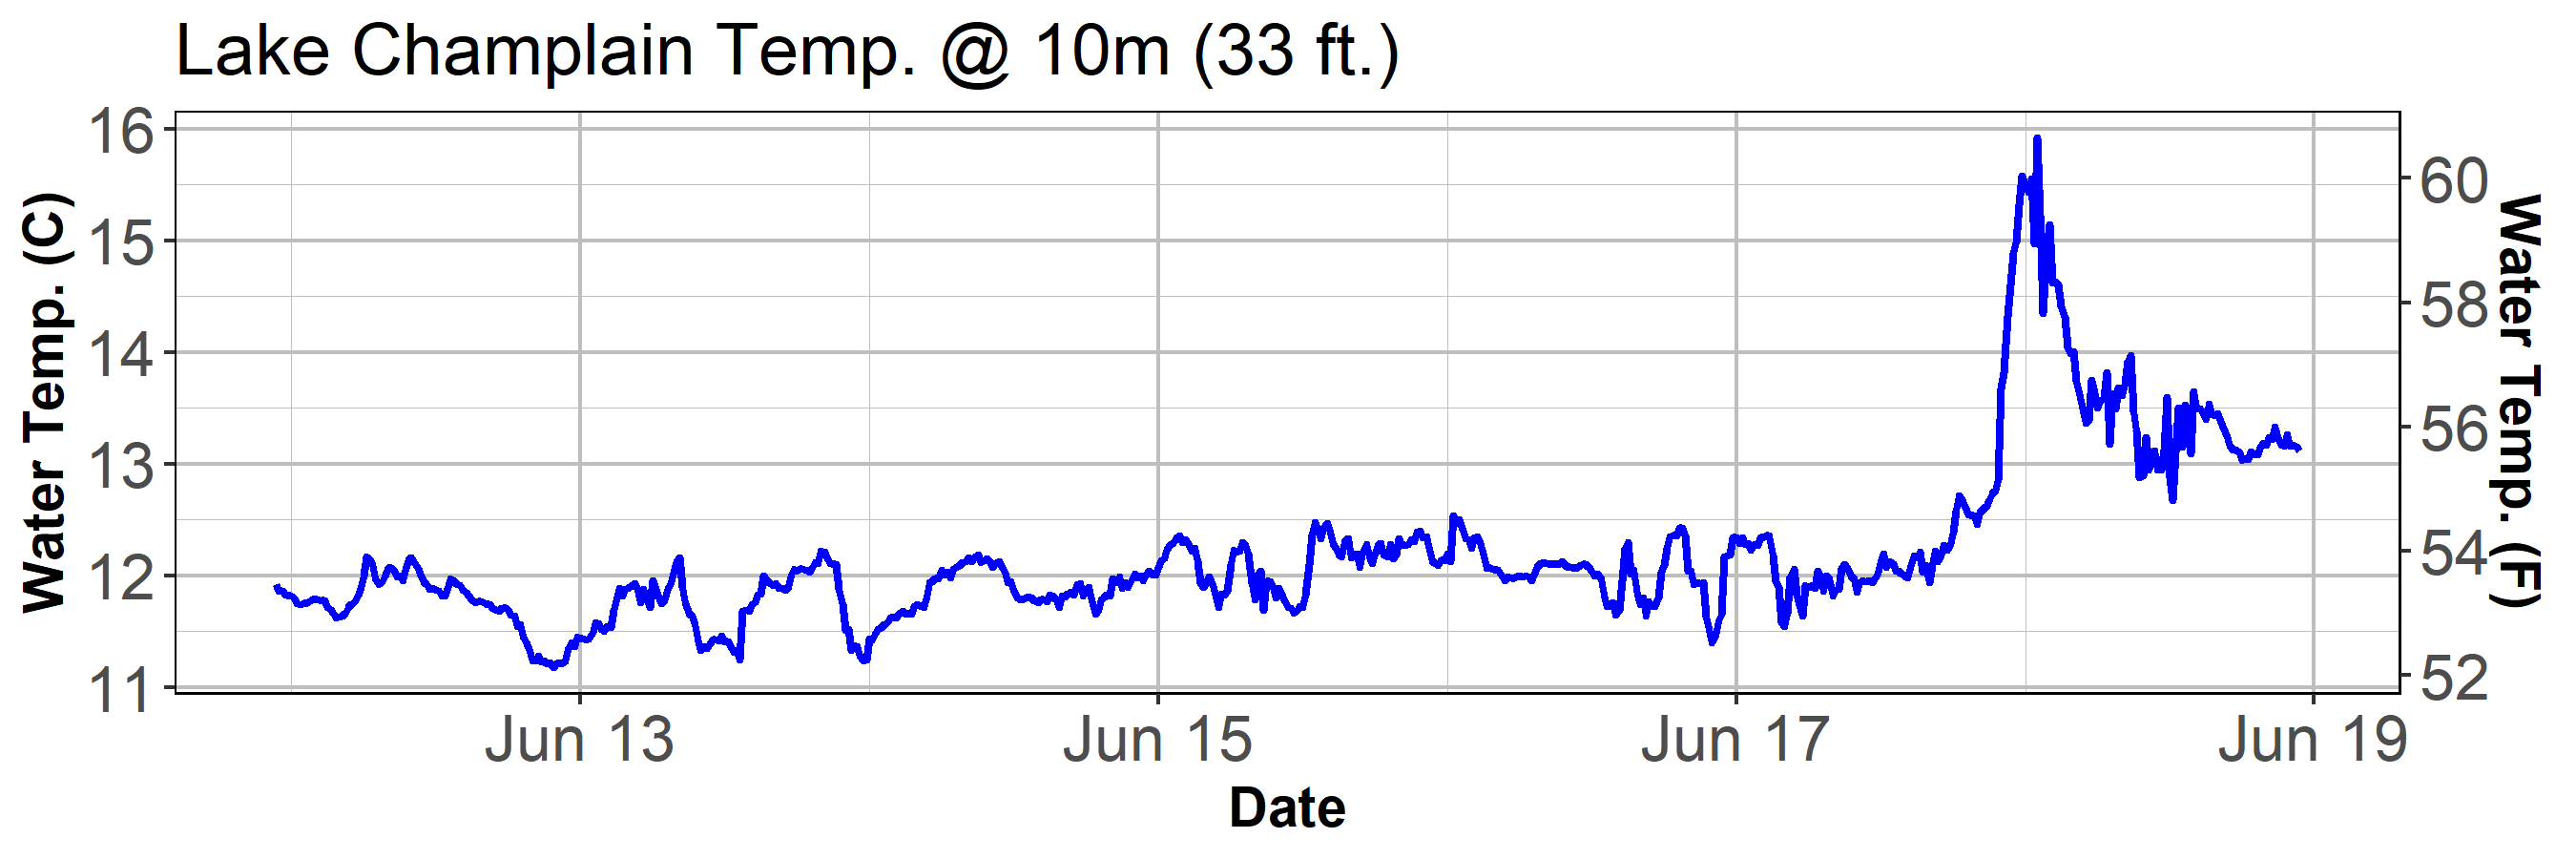 Lake Champlain Temp. @ 10m (33 ft.)
Water Temp. (C)
16
15
14
13
12
11
60
58
56
54
52
Water Temp. (F)
Jun 13
Jun 15
Jun 17
Jun 19
Date